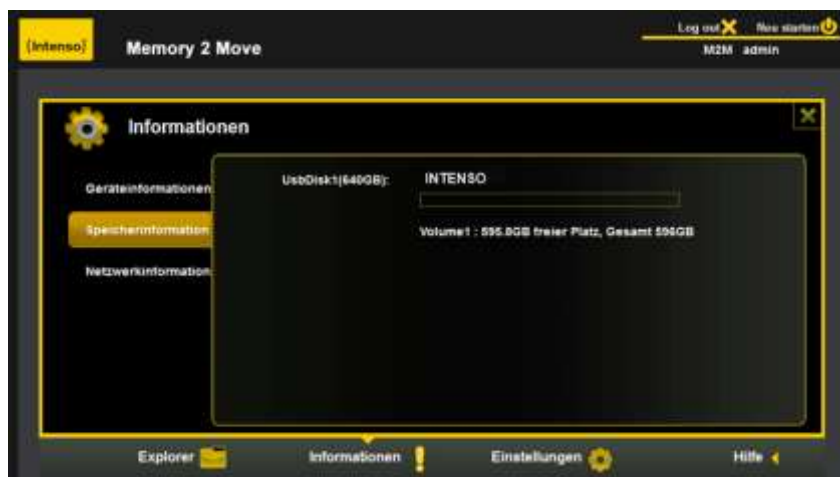 (Intenso)
Memory 2 Move
Log out Neu starten
M2M admin
Informationen
Geräteinformationen
UsbDisk1(640GB): INTENSO
Speicherinformation
Volume1 : 595.8GB freier Platz, Gesamt 596GB
Netzwerkinformation
Explorer Informationen Einstellungen Hilfe